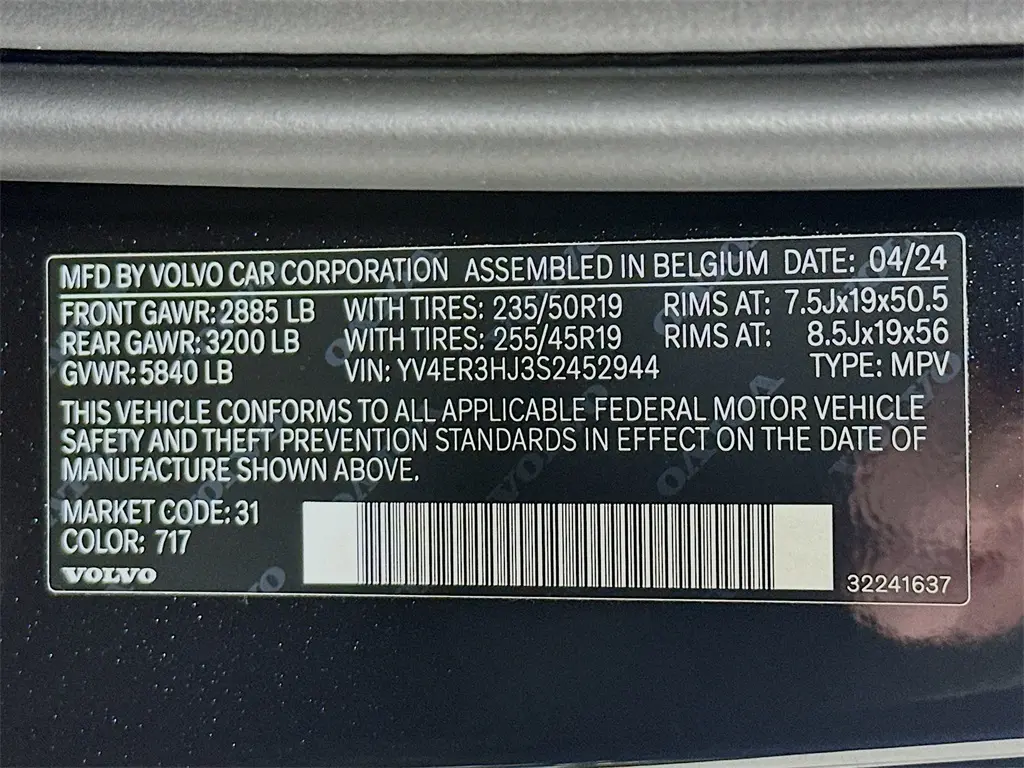 MFD BY VOLVO CAR CORPORATION ASSEMBLED IN BELGIUM DATE: 04/24
FRONT GAWR: 2885 LB WITH TIRES: 235/50R19 RIMS AT: 7.5Jx19x50.5
REAR GAWR: 3200 LB WITH TIRES: 255/45R19 RIMS AT: 8.5Jx19x56
GVWR: 5840 LB VIN: YV4ER3HJ3S2452944 TYPE: MPV
THIS VEHICLE CONFORMS TO ALL APPLICABLE FEDERAL MOTOR VEHICLE
SAFETY AND THEFT PREVENTION STANDARDS IN EFFECT ON THE DATE OF
MANUFACTURE SHOWN ABOVE.
MARKET CODE: 31
COLOR: 717
VOLVO
32241637